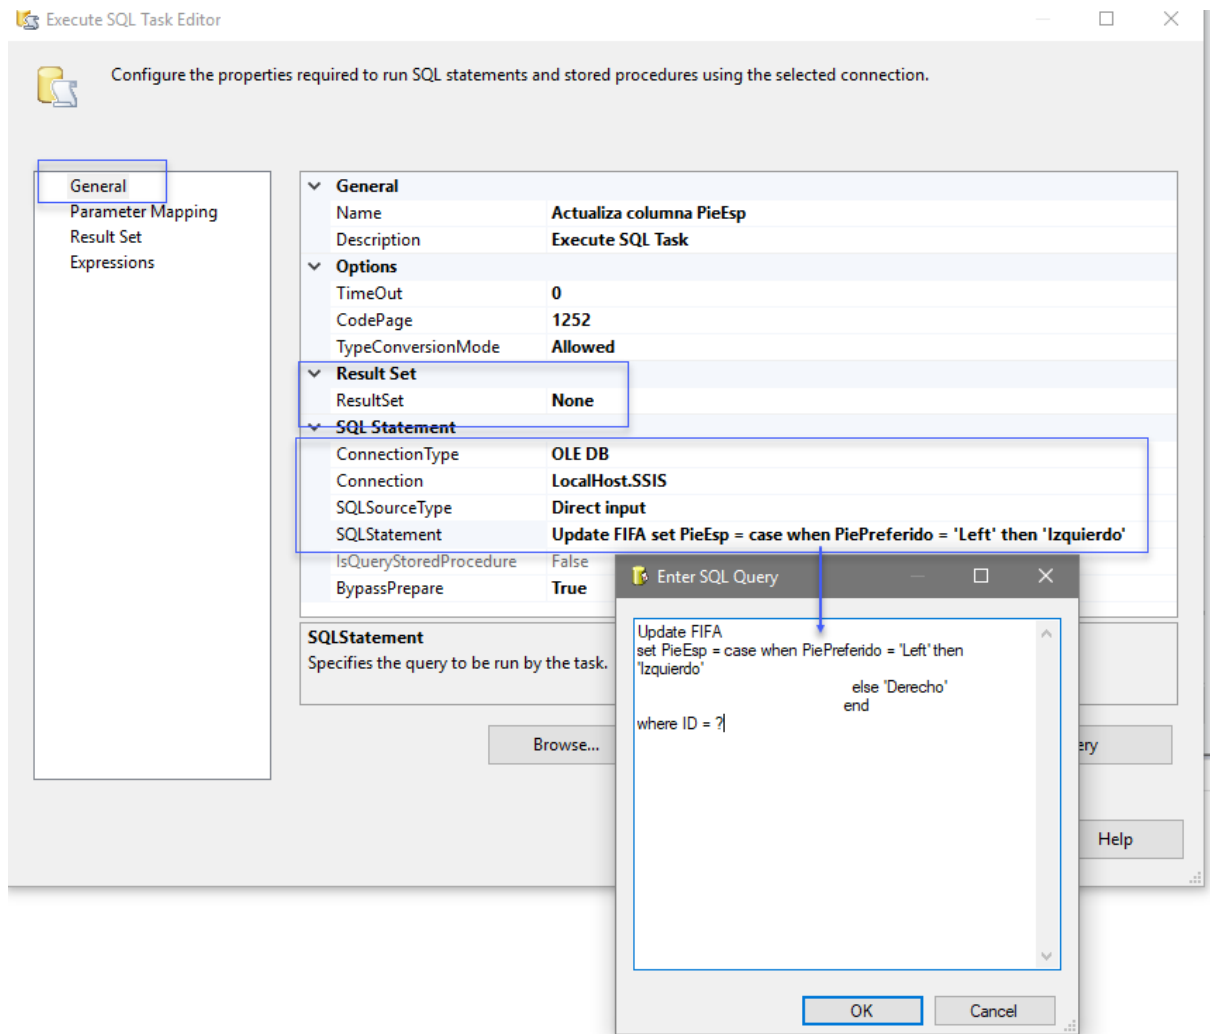 Execute SQL Task Editor
Configure the properties required to run SQL statements and stored procedures using the selected connection.
General
Parameter Mapping
Result Set
Expressions
General
Name Actualiza columna PieEsp
Description Execute SQL Task
Options
TimeOut 0
CodePage 1252
TypeConversionMode Allowed
Result Set
ResultSet None
SQL Statement
ConnectionType OLE DB
Connection LocalHost.SSIS
SQLSourceType Direct input
SQLStatement Update FIFA set PieEsp = case when PiePreferido = 'Left' then 'Izquierdo'
IsQueryStoredProcedure False
BypassPrepare True
SQLStatement
Specifies the query to be run by the task.
Browse...
ery
Help
Enter SQL Query
Update FIFA
set PieEsp = case when PiePreferido = 'Left' then
'Izquierdo'
else 'Derecho'
end
where ID = ?
OK
Cancel